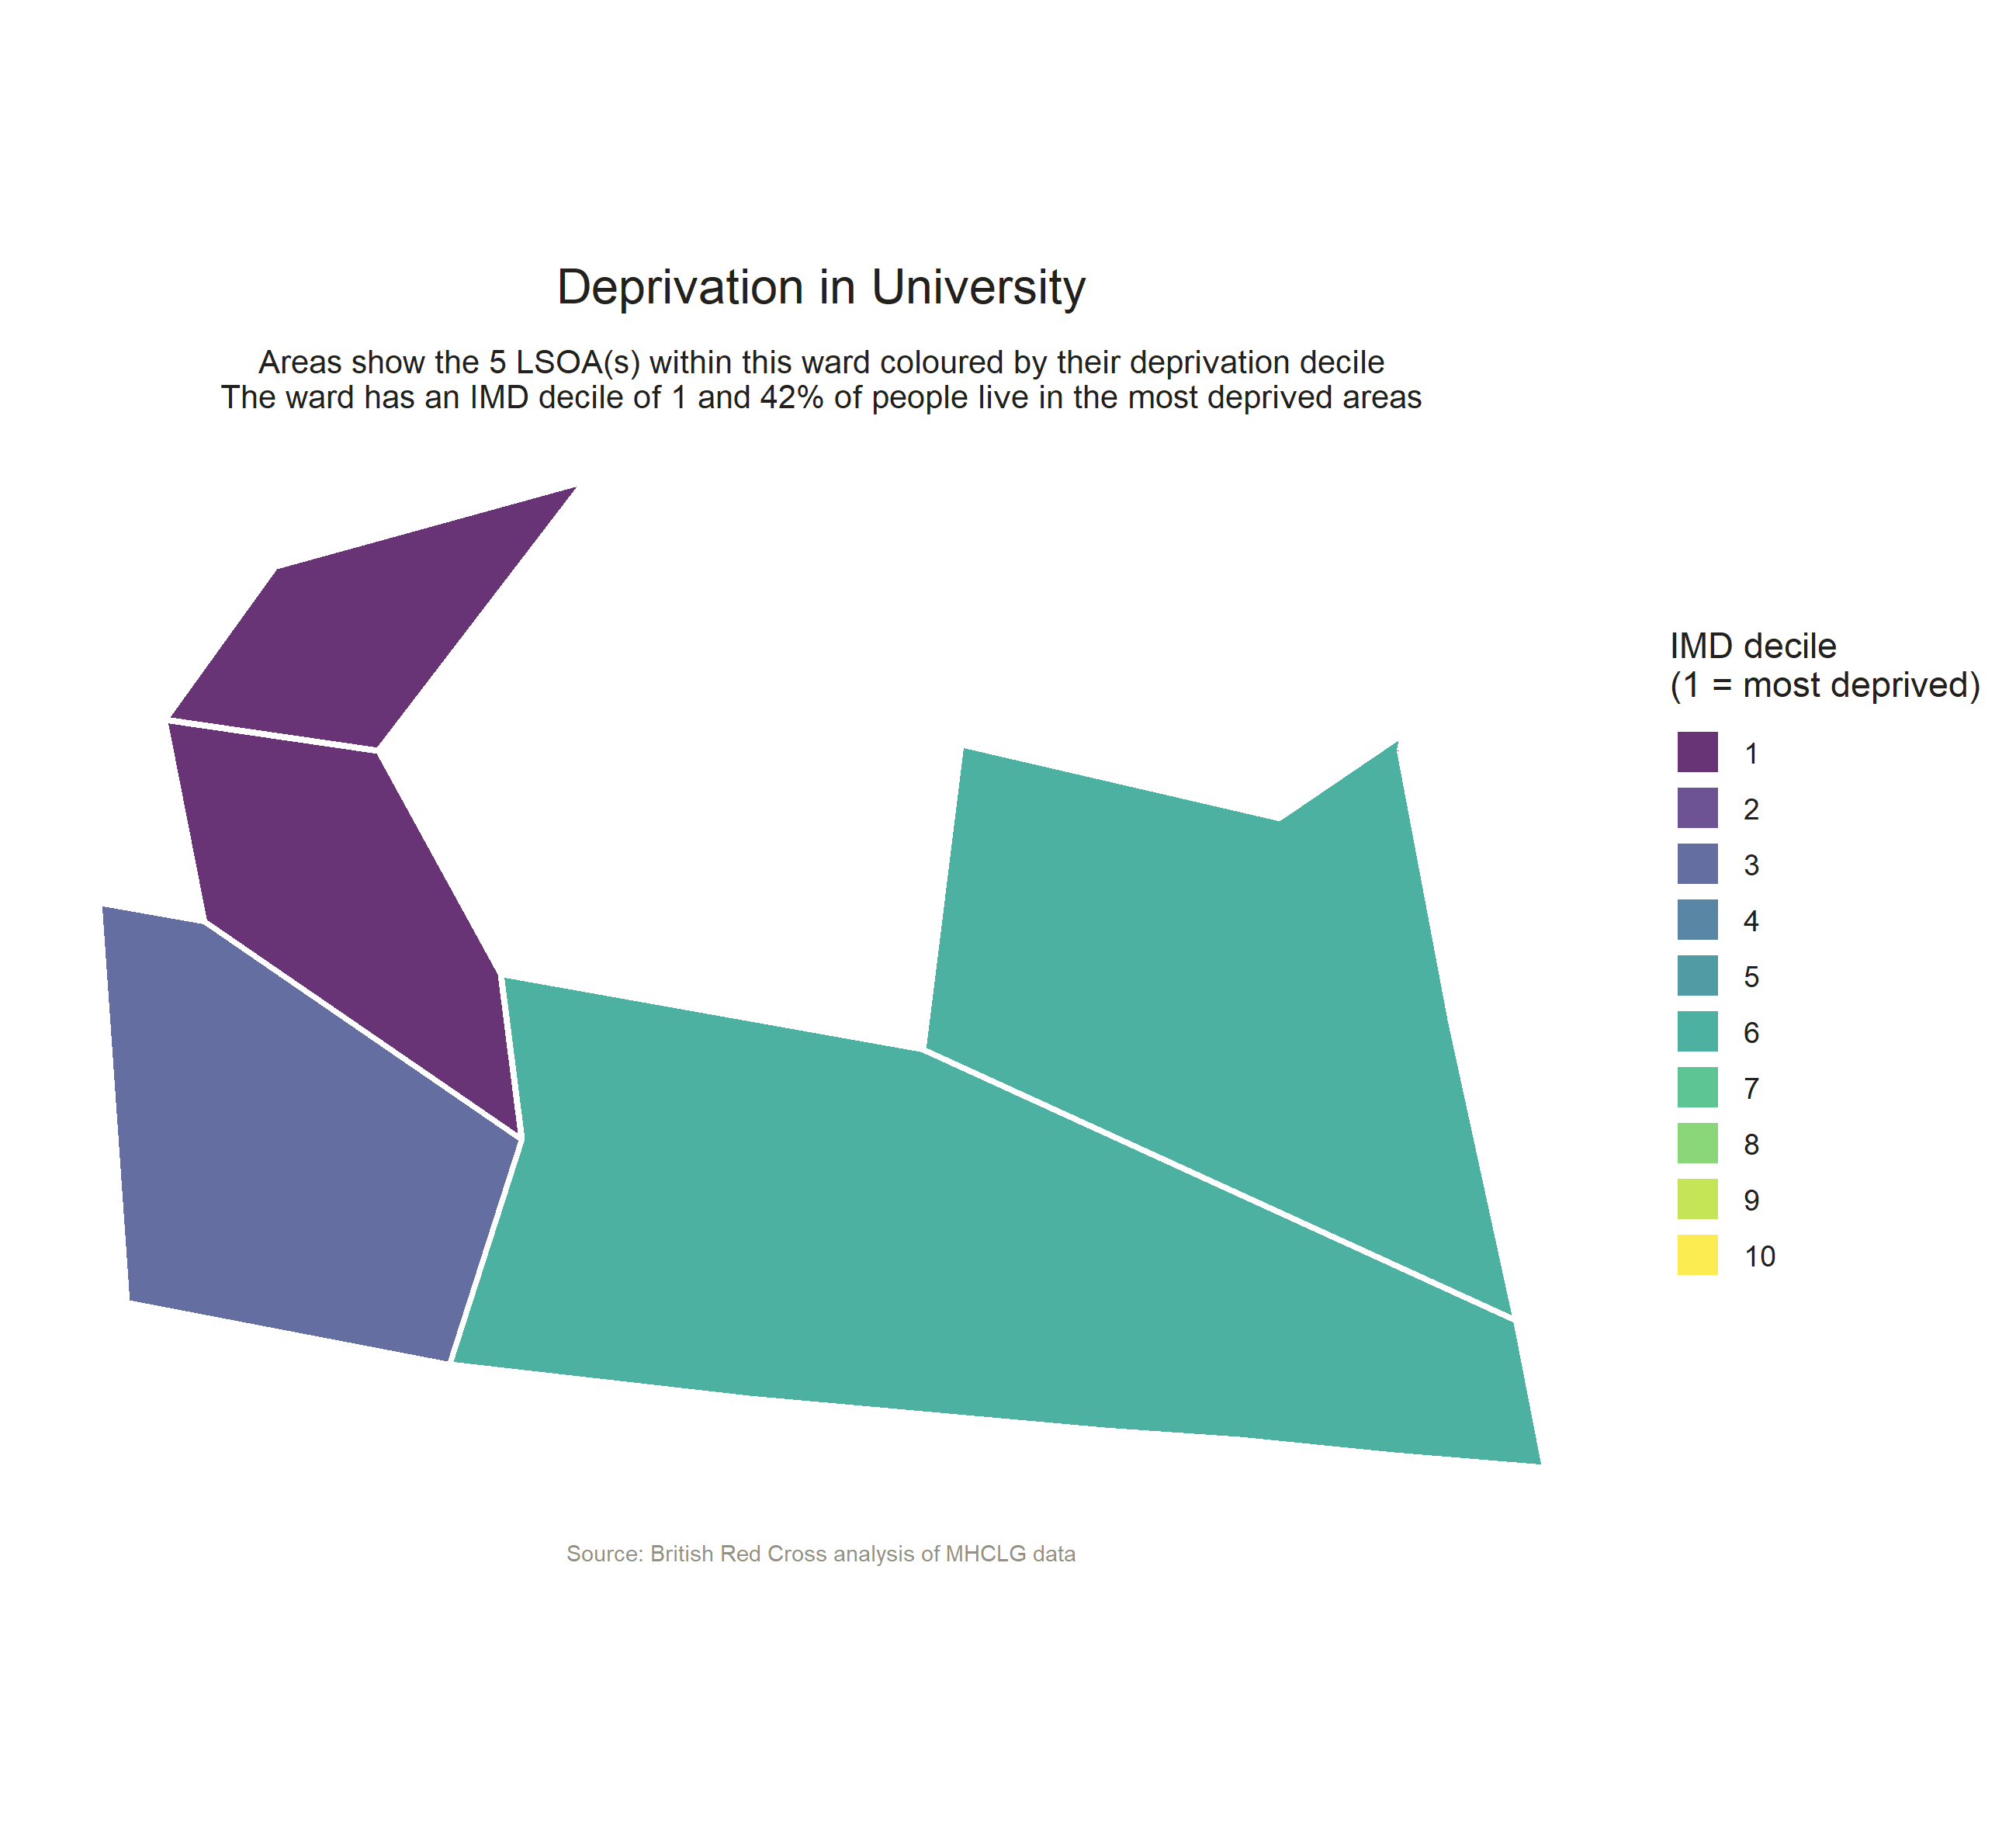 Deprivation in University
Areas show the 5 LSOA(s) within this ward coloured by their deprivation decile
The ward has an IMD decile of 1 and 42% of people live in the most deprived areas
IMD decile
(1 = most deprived)
1
2
3
4
5
6
7
8
9
10
Source: British Red Cross analysis of MHCLG data